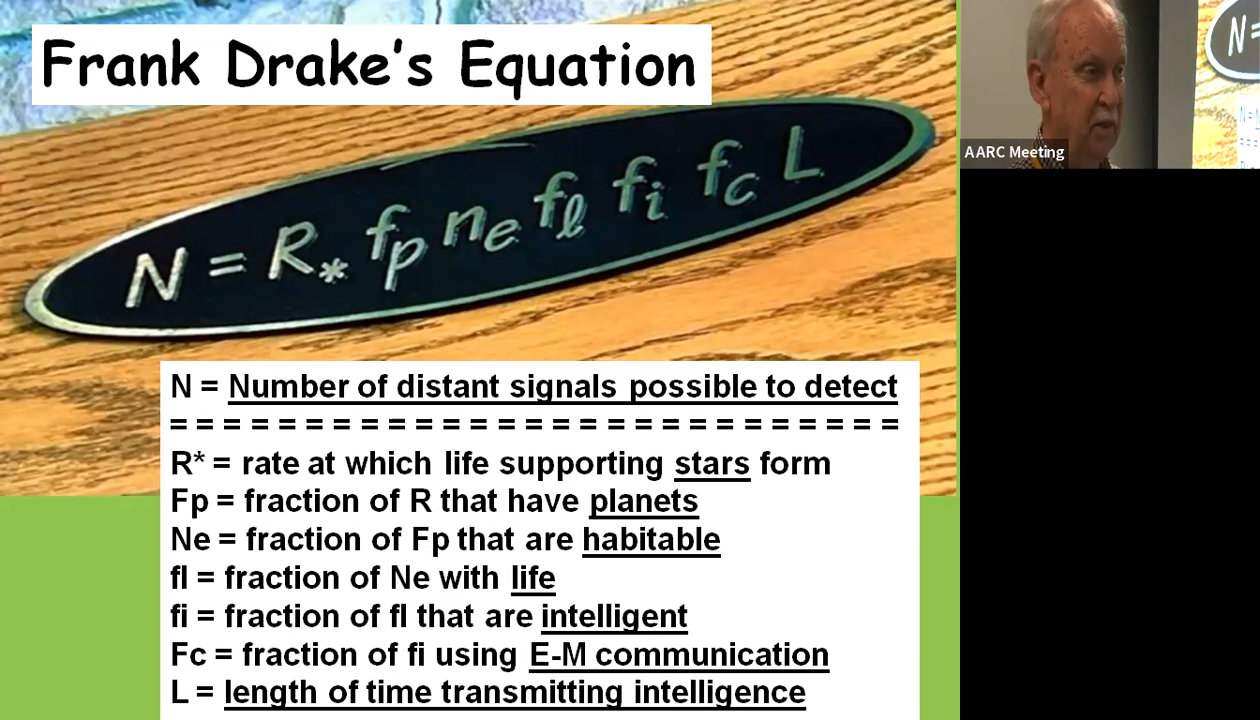 Frank Drake's Equation
N = R* fp ne fl fi fc L
N = Number of distant signals possible to detect
= = = = = = = = = = = = = = = = = = = = = = = = = = =
R* = rate at which life supporting stars form
Fp = fraction of R that have planets
Ne = fraction of Fp that are habitable
fl = fraction of Ne with life
fi = fraction of fl that are intelligent
Fc = fraction of fi using E-M communication
L = length of time transmitting intelligence
AARC Meeting
N =